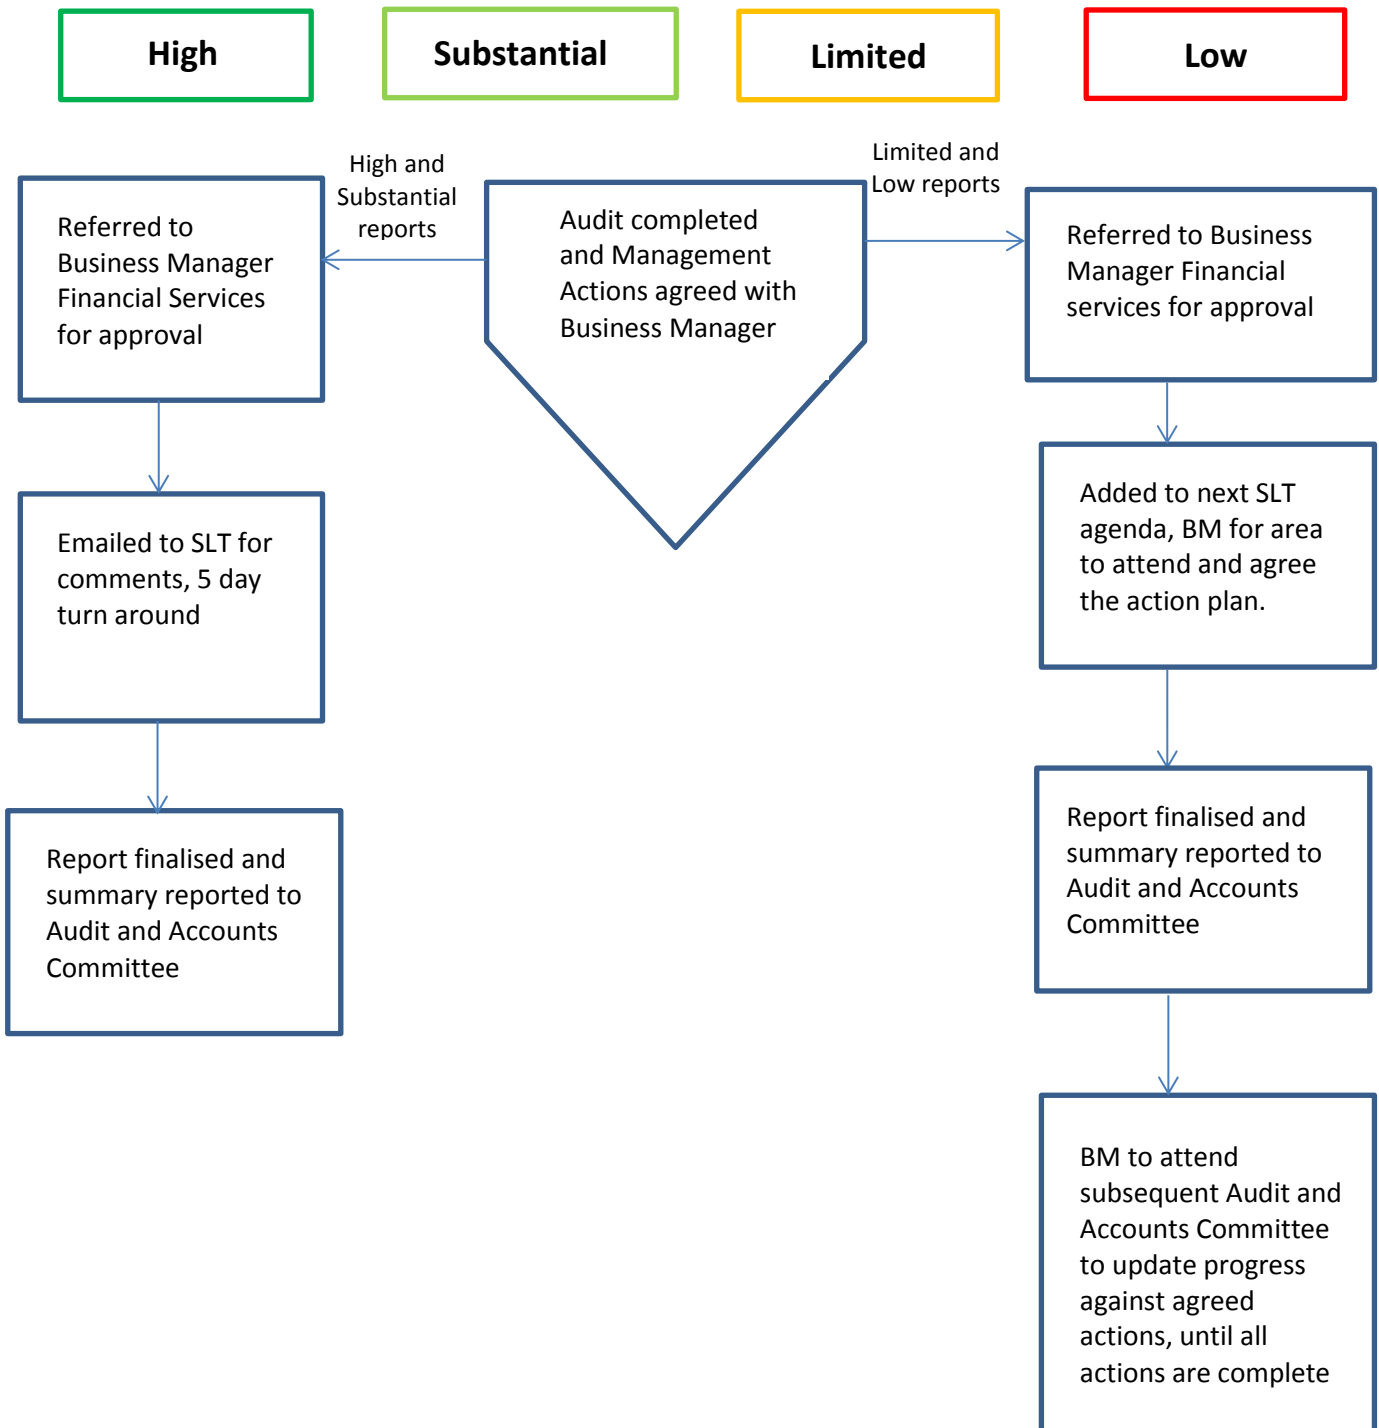 High
Substantial
Limited
Low
High and
Substantial
reports
Limited and
Low reports
Referred to
Business Manager
Financial Services
for approval
Audit completed
and Management
Actions agreed with
Business Manager
Referred to Business
Manager Financial
services for approval
Emailed to SLT for
comments, 5 day
turn around
Added to next SLT
agenda, BM for area
to attend and agree
the action plan.
Report finalised and
summary reported to
Audit and Accounts
Committee
Report finalised and
summary reported to
Audit and Accounts
Committee
BM to attend
subsequent Audit and
Accounts Committee
to update progress
against agreed
actions, until all
actions are complete